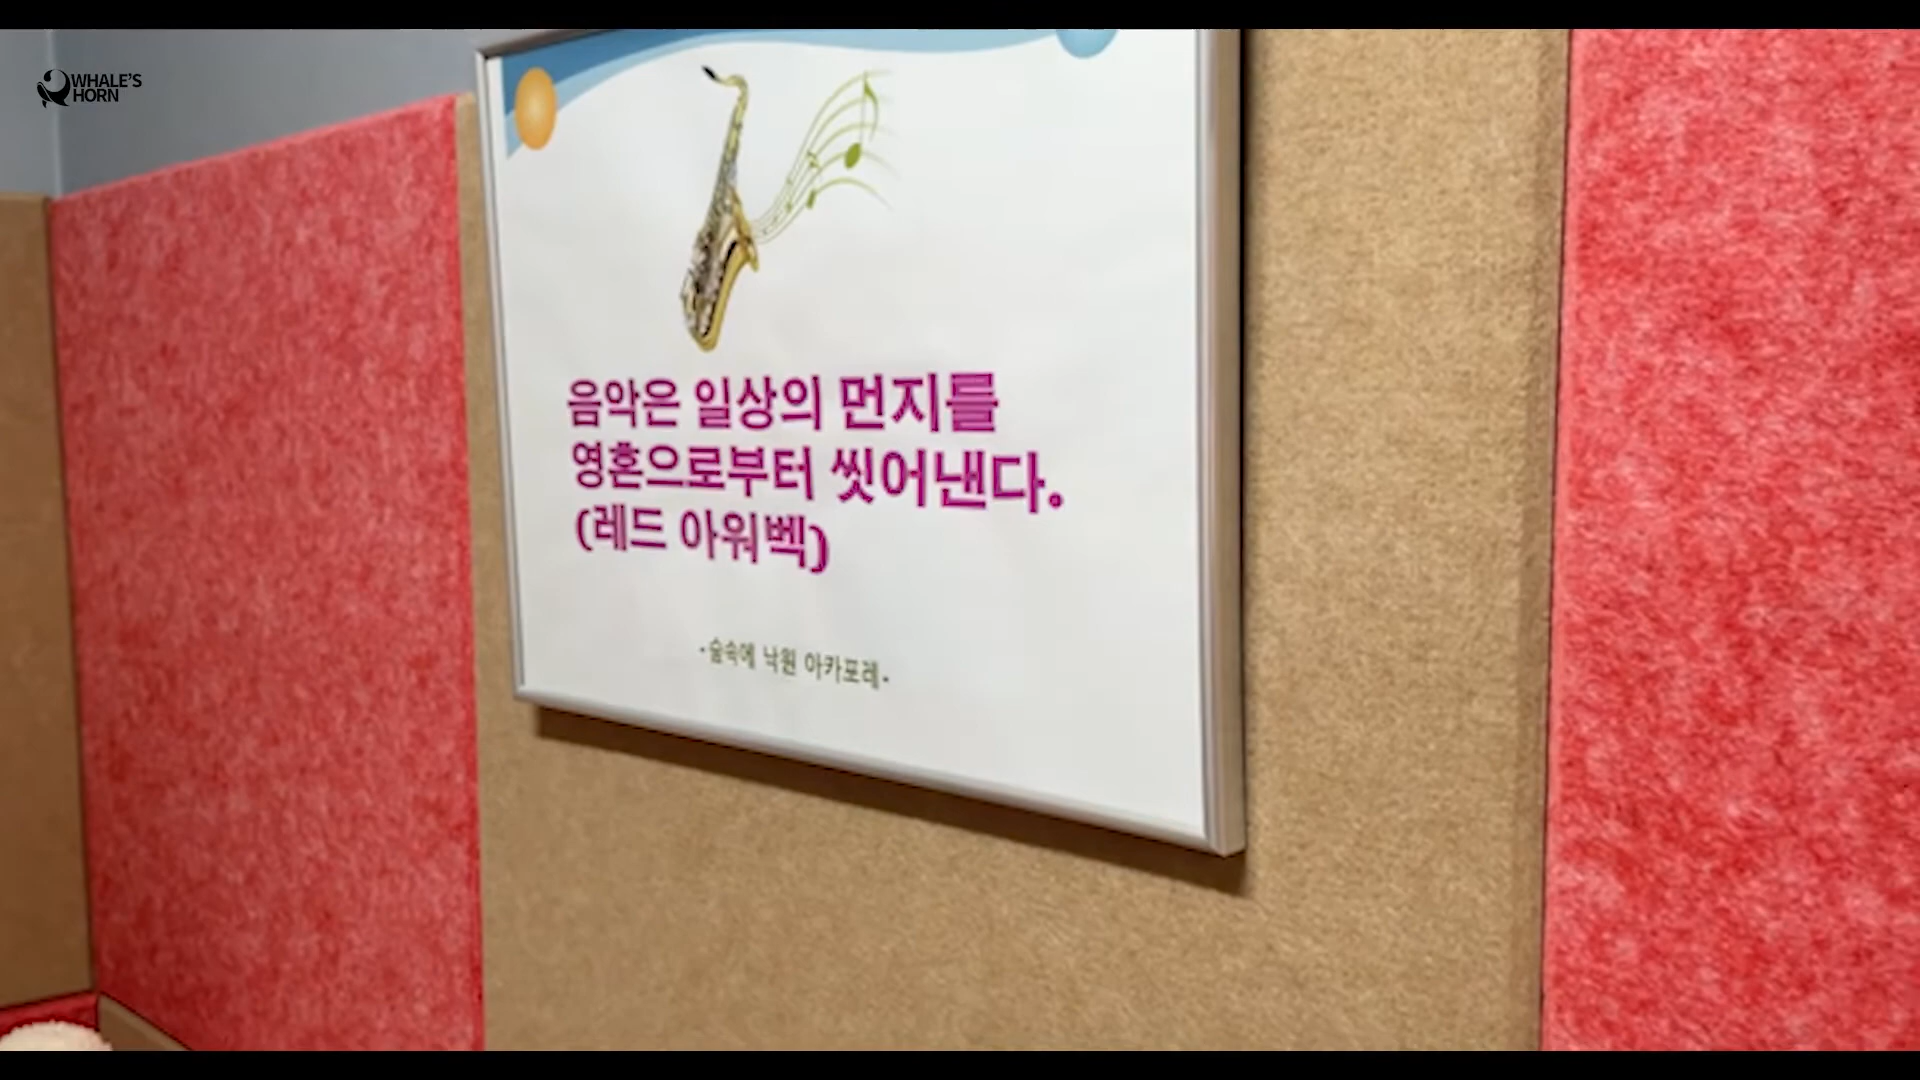 WHALE'S
HORN
음악은 일상의 먼지를
영혼으로부터 씻어낸다.
(레드 아워벡)
-숲속에 낙원 아카포레-